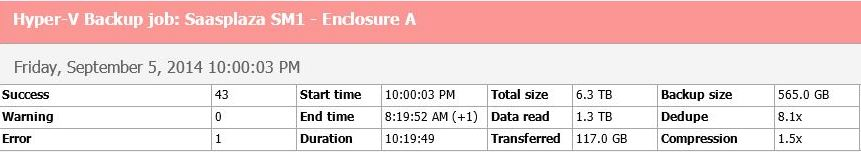 Hyper-V Backup job: Saasplaza SM1 - Enclosure A
Friday, September 5, 2014 10:00:03 PM
Success 43 Start time 10:00:03 PM Total size 6.3 TB Backup size 565.0 GB
Warning 0 End time 8:19:52 AM (+1) Data read 1.3 TB Dedupe 8.1x
Error 1 Duration 10:19:49 Transferred 117.0 GB Compression 1.5x